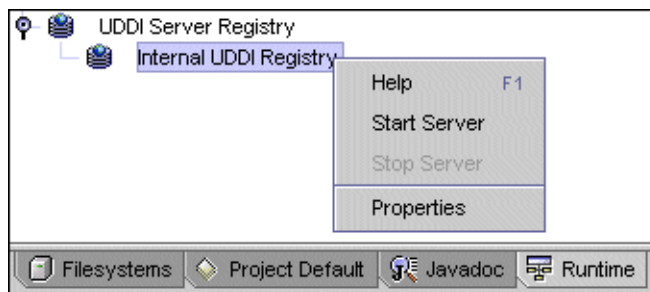 UDDI Server Registry
Internal UDDI Registry
Help F1
Start Server
Stop Server
Properties
Filesystems Project Default Javadoc Runtime